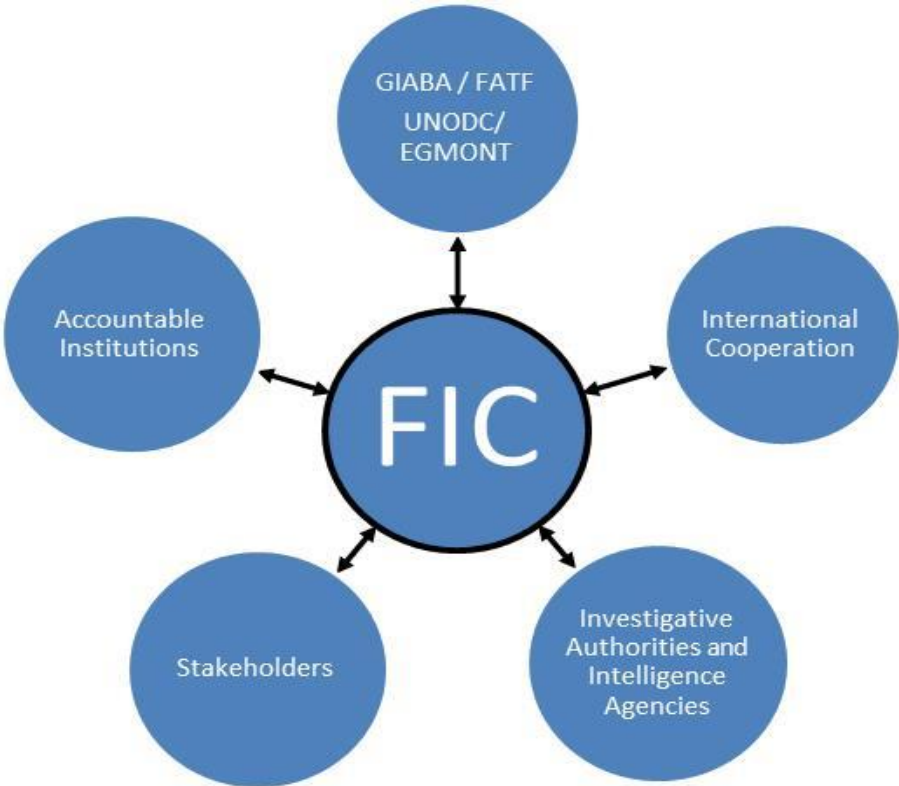 GIABA / FATF
UNODC/
EGMONT
Accountable
Institutions
International
Cooperation
FIC
Stakeholders
Investigative
Authorities and
Intelligence
Agencies